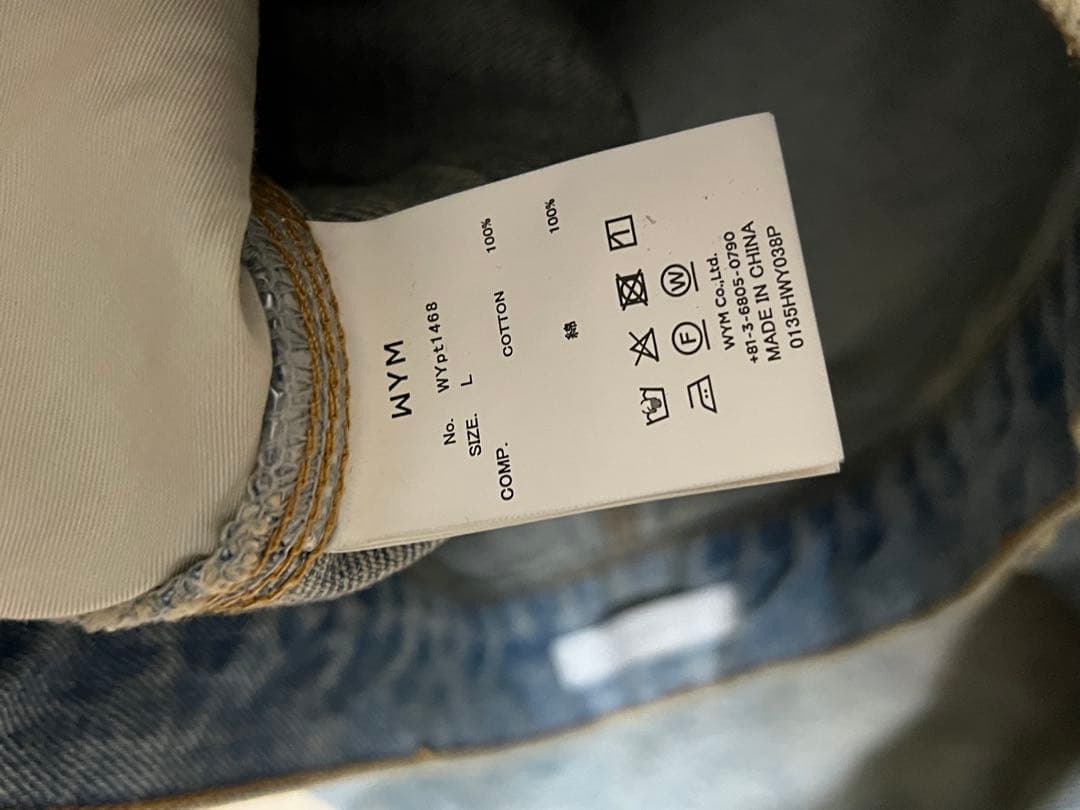 WYM
No. WYpt1468
SIZE. L
COMP. COTTON 100%
綿 100%
F W
WYM Co.,Ltd.
+81-3-6805-0790
MADE IN CHINA
0135HWY038P